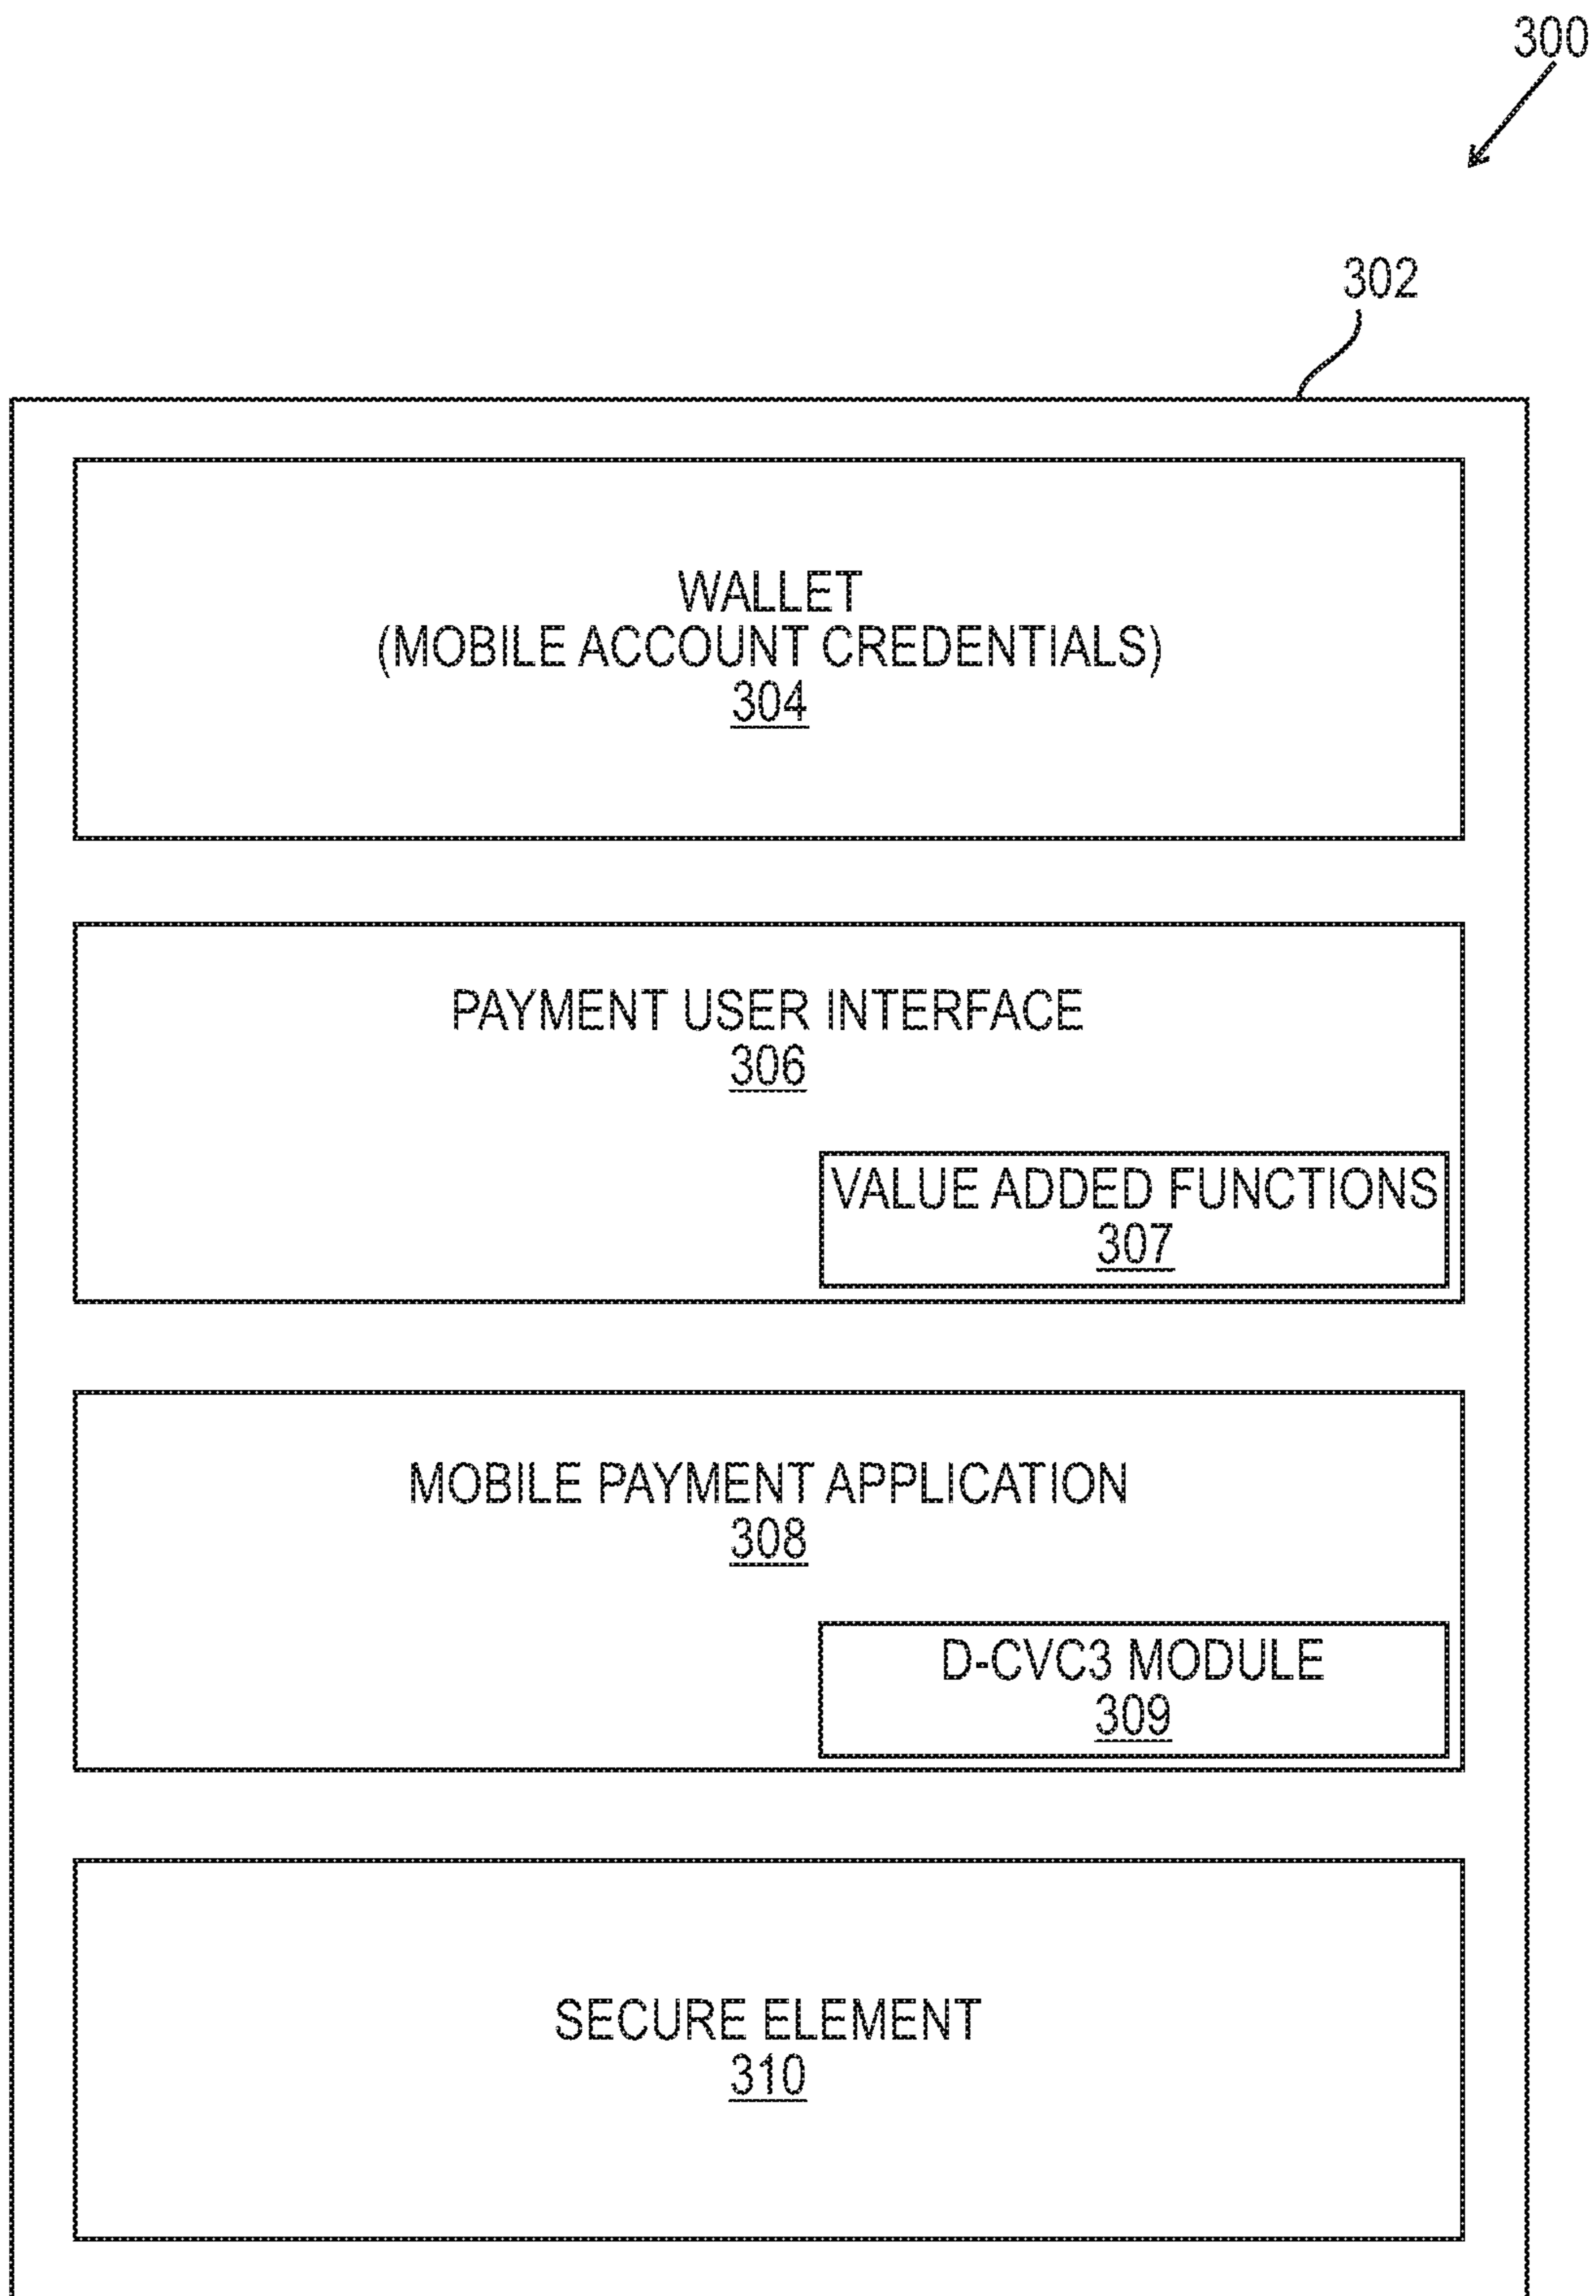 300
302
WALLET
(MOBILE ACCOUNT CREDENTIALS)
304
PAYMENT USER INTERFACE
306
VALUE ADDED FUNCTIONS
307
MOBILE PAYMENT APPLICATION
308
D-CVC3 MODULE
309
SECURE ELEMENT
310